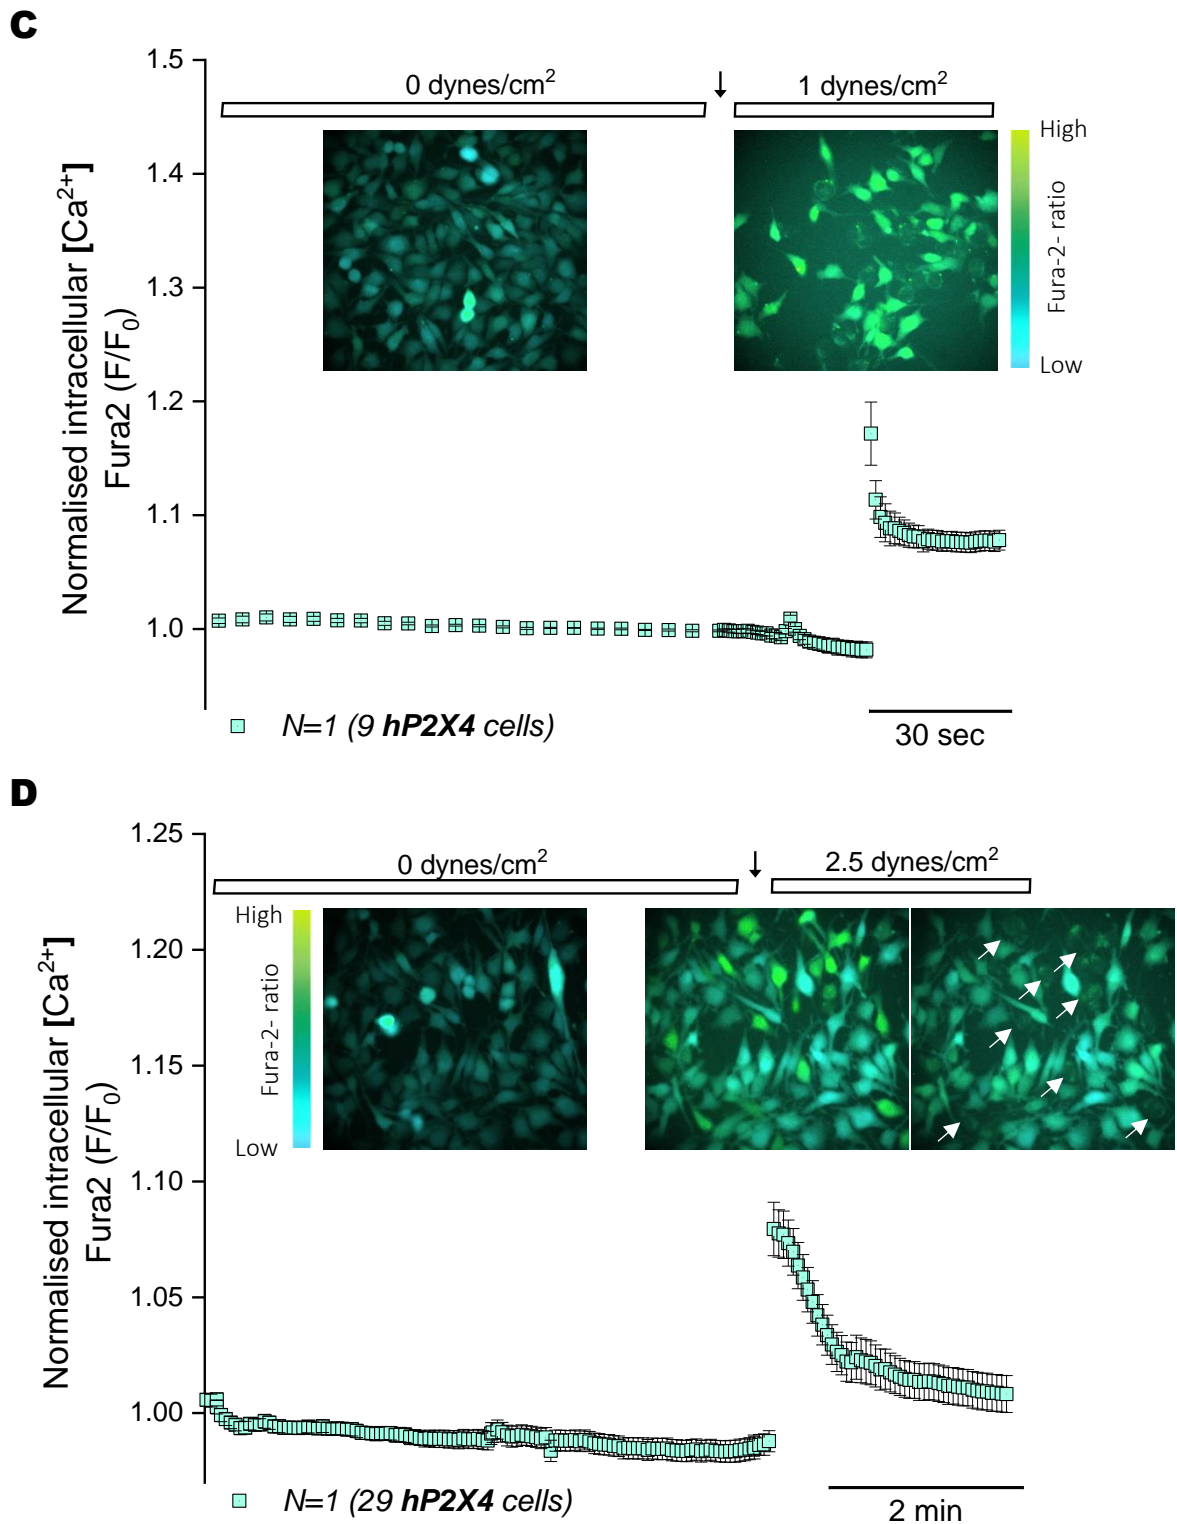 C
1.5
1.4
1.3
1.2
1.1
1.0
Normalised intracellular [Ca²⁺]
Fura2 (F/F₀)
0 dynes/cm²
1 dynes/cm²
High
Fura-2- ratio
Low
N=1 (9 hP2X4 cells)
30 sec
D
1.25
1.20
1.15
1.10
1.05
1.00
Normalised intracellular [Ca²⁺]
Fura2 (F/F₀)
0 dynes/cm²
2.5 dynes/cm²
High
Fura-2- ratio
Low
N=1 (29 hP2X4 cells)
2 min